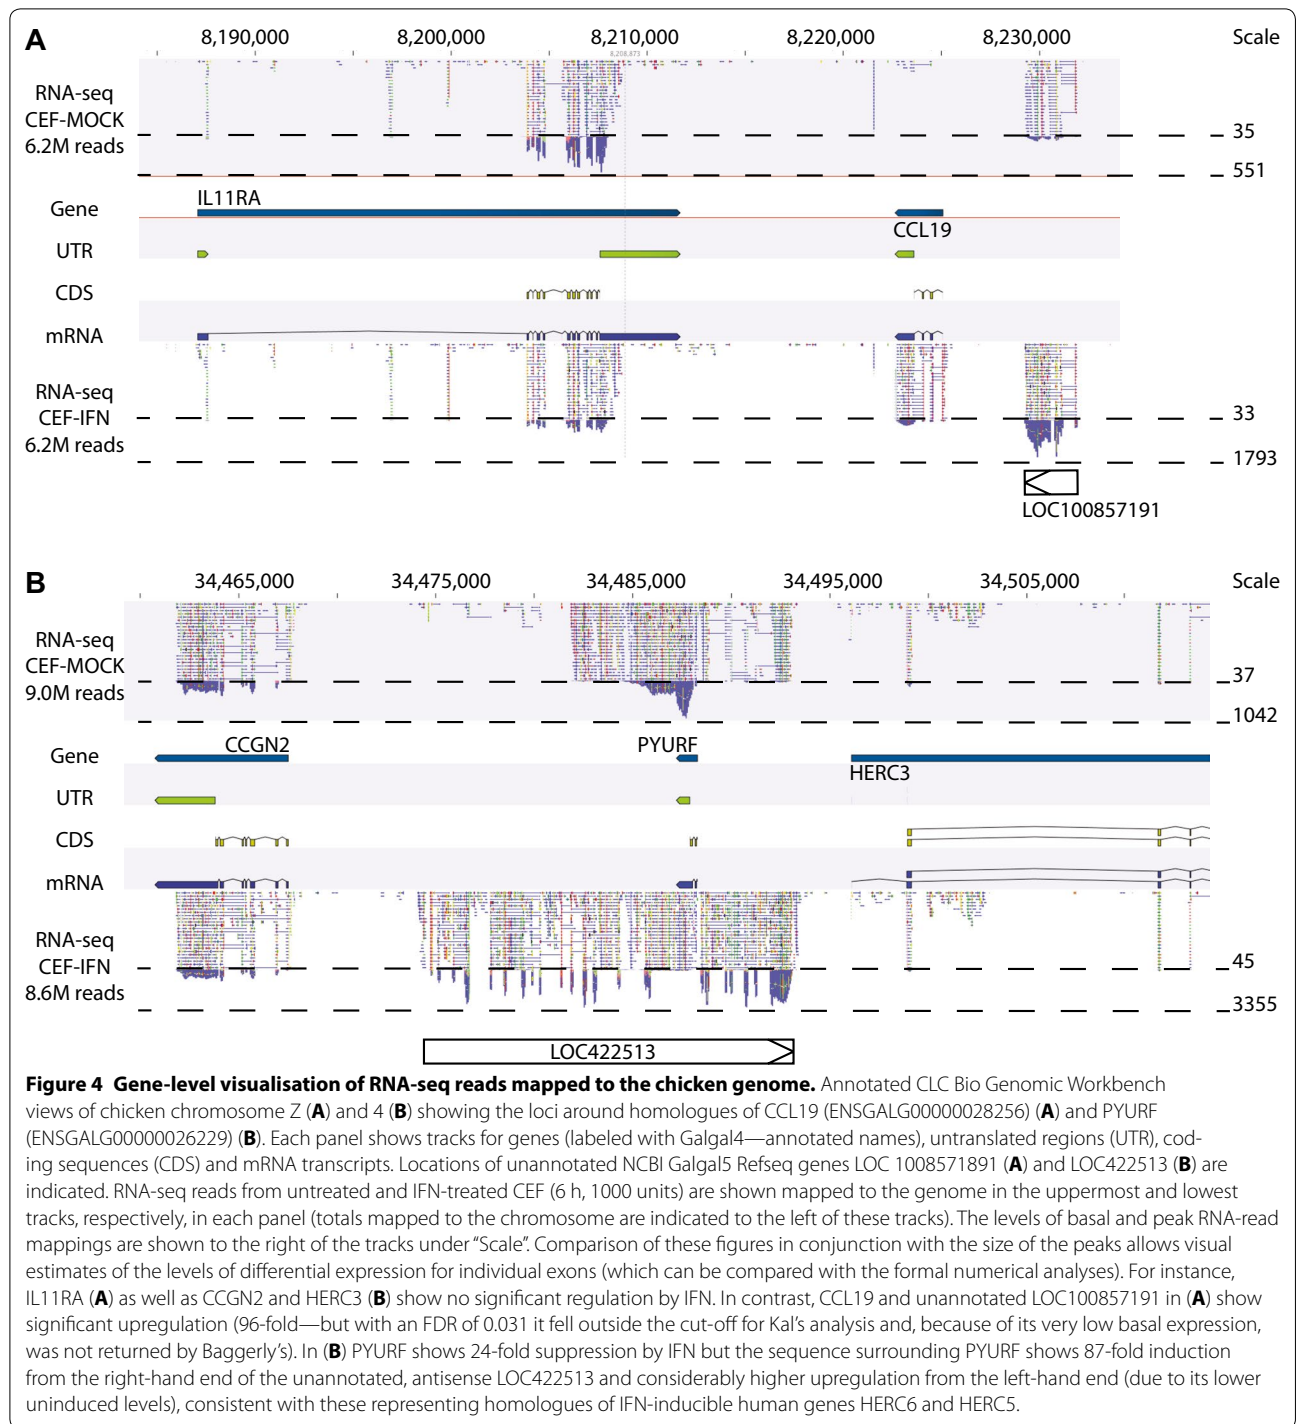 A
8,190,000 8,200,000 8,210,000 8,220,000 8,230,000 Scale
8,208,873
RNA-seq
CEF-MOCK
6.2M reads
35
551
IL11RA
Gene
CCL19
UTR
CDS
mRNA
RNA-seq
CEF-IFN
6.2M reads
33
1793
LOC100857191
B
34,465,000 34,475,000 34,485,000 34,495,000 34,505,000 Scale
RNA-seq
CEF-MOCK
9.0M reads
37
1042
CCGN2 PYURF
Gene
HERC3
UTR
CDS
mRNA
RNA-seq
CEF-IFN
8.6M reads
45
3355
LOC422513
Figure 4 Gene-level visualisation of RNA-seq reads mapped to the chicken genome. Annotated CLC Bio Genomic Workbench
views of chicken chromosome Z (A) and 4 (B) showing the loci around homologues of CCL19 (ENSGALG00000028256) (A) and PYURF
(ENSGALG00000026229) (B). Each panel shows tracks for genes (labeled with Galgal4—annotated names), untranslated regions (UTR), cod-
ing sequences (CDS) and mRNA transcripts. Locations of unannotated NCBI Galgal5 Refseq genes LOC 1008571891 (A) and LOC422513 (B) are
indicated. RNA-seq reads from untreated and IFN-treated CEF (6 h, 1000 units) are shown mapped to the genome in the uppermost and lowest
tracks, respectively, in each panel (totals mapped to the chromosome are indicated to the left of these tracks). The levels of basal and peak RNA-read
mappings are shown to the right of the tracks under “Scale”. Comparison of these figures in conjunction with the size of the peaks allows visual
estimates of the levels of differential expression for individual exons (which can be compared with the formal numerical analyses). For instance,
IL11RA (A) as well as CCGN2 and HERC3 (B) show no significant regulation by IFN. In contrast, CCL19 and unannotated LOC100857191 in (A) show
significant upregulation (96-fold—but with an FDR of 0.031 it fell outside the cut-off for Kal’s analysis and, because of its very low basal expression,
was not returned by Baggerly’s). In (B) PYURF shows 24-fold suppression by IFN but the sequence surrounding PYURF shows 87-fold induction
from the right-hand end of the unannotated, antisense LOC422513 and considerably higher upregulation from the left-hand end (due to its lower
uninduced levels), consistent with these representing homologues of IFN-inducible human genes HERC6 and HERC5.